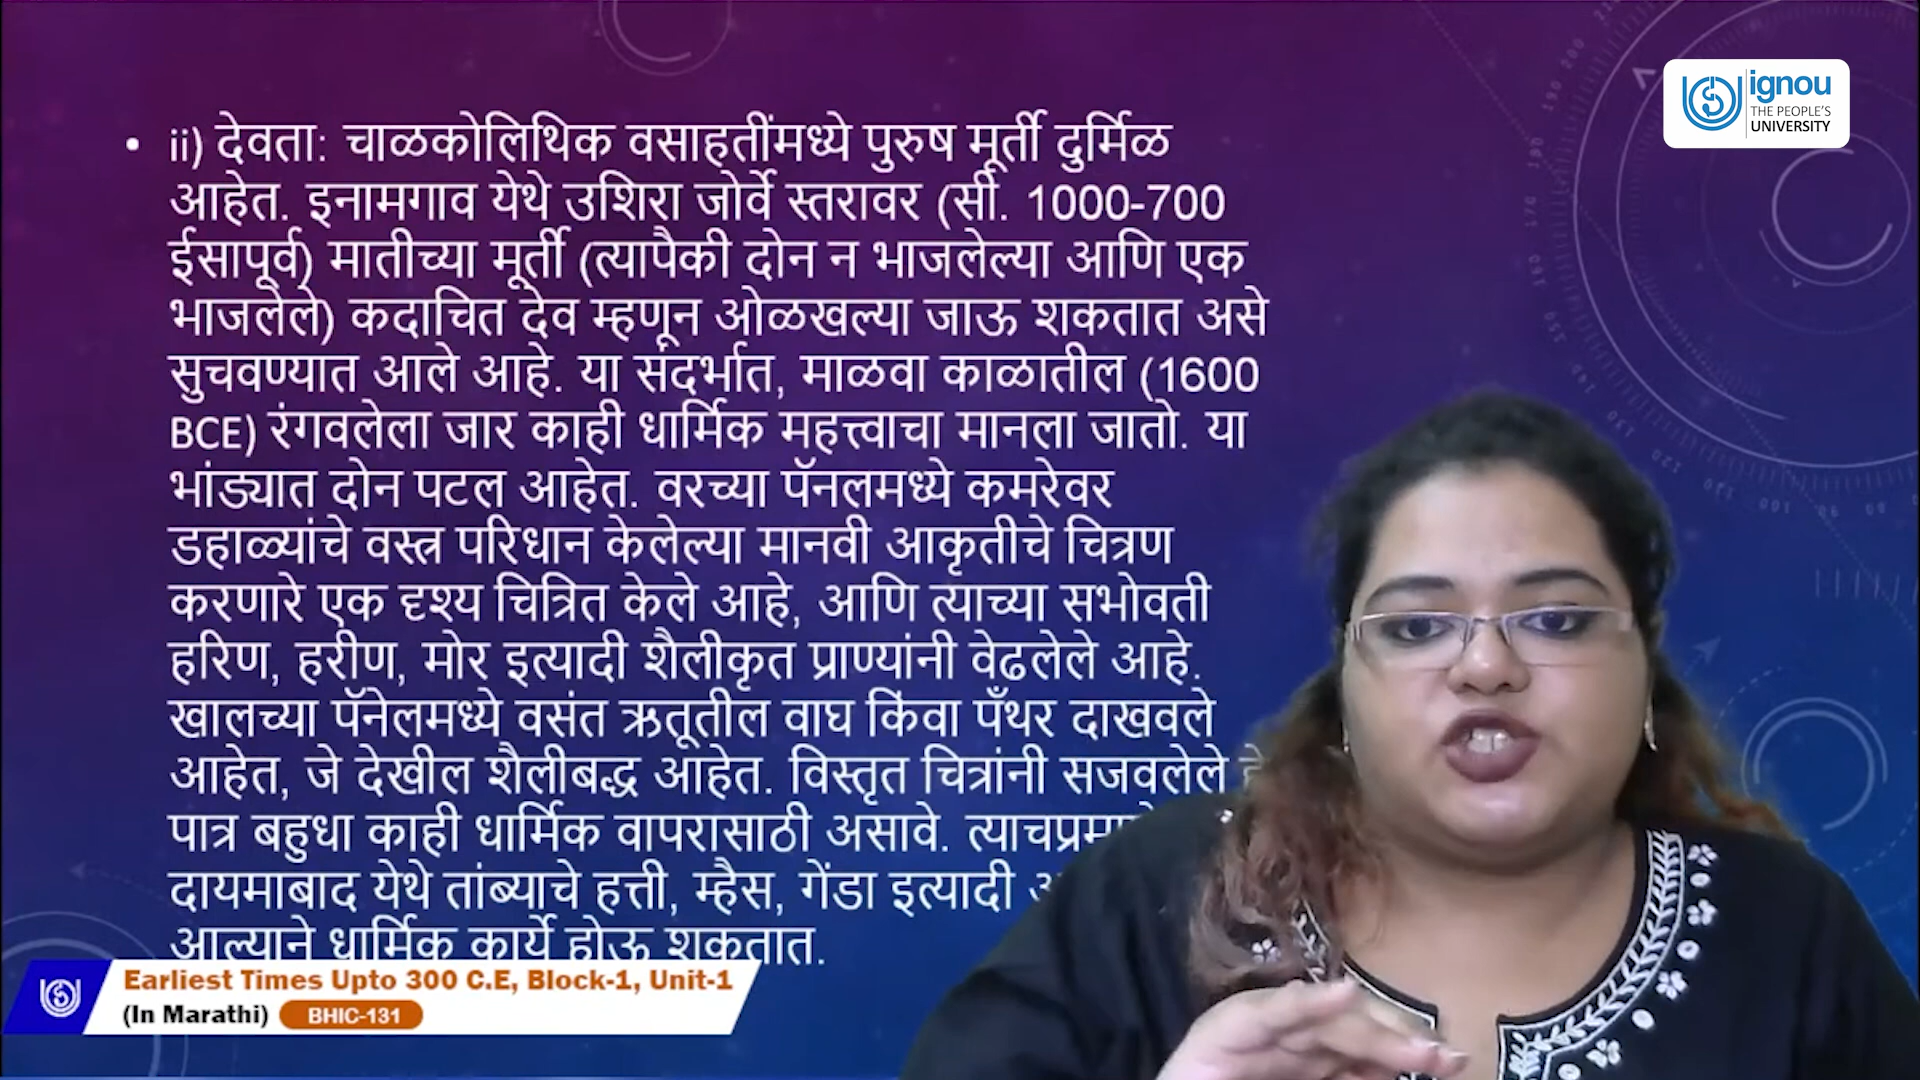 ignou
THE PEOPLE'S
UNIVERSITY
• ii) देवता: चाळकोलिथिक वसाहतींमध्ये पुरुष मूर्ती दुर्मिळ
आहेत. इनामगाव येथे उशिरा जोर्वे स्तरावर (सी. 1000-700
ईसापूर्व) मातीच्या मूर्ती (त्यापैकी दोन न भाजलेल्या आणि एक
भाजलेले) कदाचित देव म्हणून ओळखल्या जाऊ शकतात असे
सुचवण्यात आले आहे. या संदर्भात, माळवा काळातील (1600
BCE) रंगवलेला जार काही धार्मिक महत्त्वाचा मानला जातो. या
भांड्यात दोन पटल आहेत. वरच्या पॅनलमध्ये कमरेवर
डहाळ्यांचे वस्त्र परिधान केलेल्या मानवी आकृतीचे चित्रण
करणारे एक दृश्य चित्रित केले आहे, आणि त्याच्या सभोवती
हरिण, हरीण, मोर इत्यादी शैलीकृत प्राण्यांनी वेढलेले आहे.
खालच्या पॅनेलमध्ये वसंत ऋतूतील वाघ किंवा पँथर दाखवले
आहेत, जे देखील शैलीबद्ध आहेत. विस्तृत चित्रांनी सजवलेले
पात्र बहुधा काही धार्मिक वापरासाठी असावे.
दायमाबाद येथे तांब्याचे हत्ती, म्हैस, गेंडा इत्यादी
आल्याने धार्मिक कार्ये होऊ शकतात.
Earliest Times Upto 300 C.E, Block-1, Unit-1
(In Marathi) BHIC-131